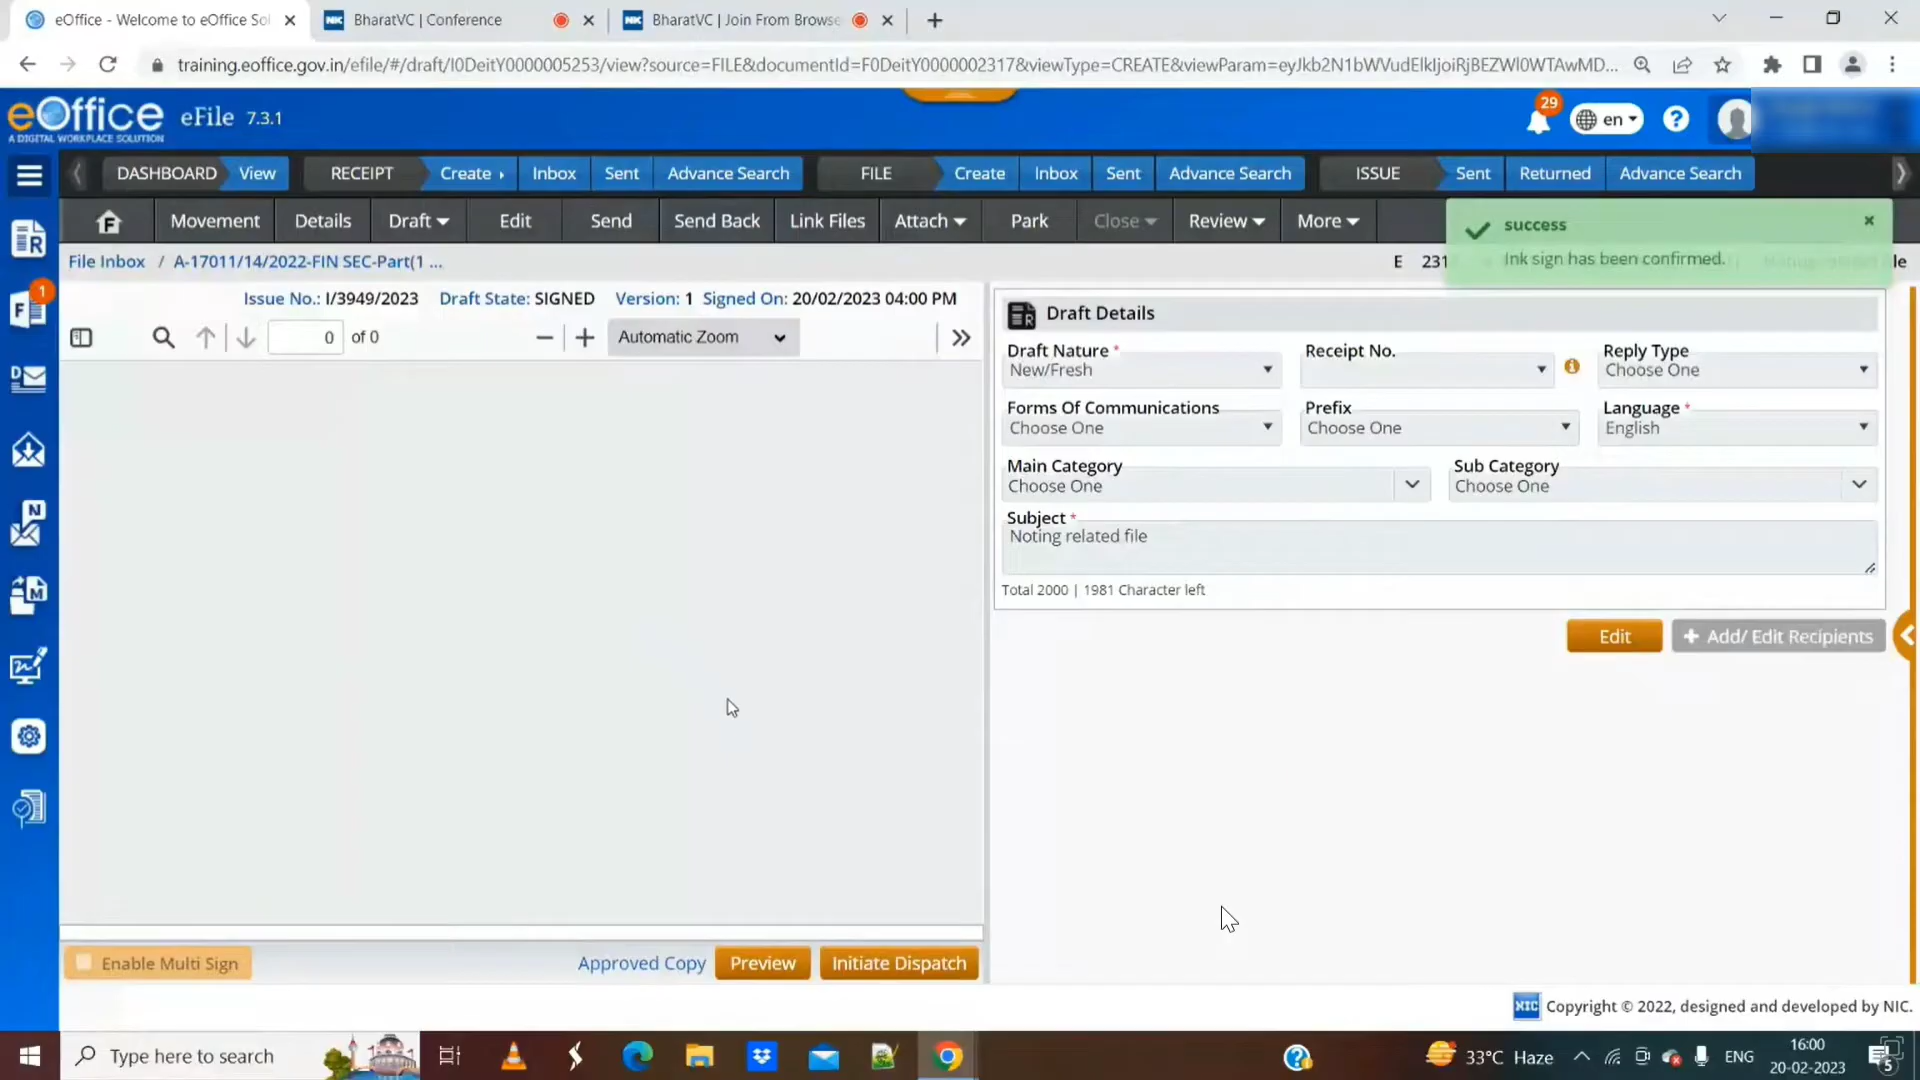 eOffice - Welcome to eOffice Sol
BharatVC | Conference
BharatVC | Join From Browse
training.eoffice.gov.in/efile/#/draft/I0DeitY0000005253/view?source=FILE&documentId=F0DeitY0000002317&viewType=CREATE&viewParam=eyJkb2N1bWVudElkIjoiRjBEZWl0WTAwMD...
eOffice
A DIGITAL WORKPLACE SOLUTION
eFile 7.3.1
29
en
DASHBOARD View RECEIPT Create Inbox Sent Advance Search FILE Create Inbox Sent Advance Search ISSUE Sent Returned Advance Search
Movement Details Draft Edit Send Send Back Link Files Attach Park Close Review More
success
Ink sign has been confirmed.
File Inbox / A-17011/14/2022-FIN SEC-Part(1 ...
E 231
le
1
Issue No.: I/3949/2023 Draft State: SIGNED Version: 1 Signed On: 20/02/2023 04:00 PM
0 of 0
Automatic Zoom
Draft Details
Draft Nature *
New/Fresh
Receipt No.
Reply Type
Choose One
Forms Of Communications
Choose One
Prefix
Choose One
Language *
English
Main Category
Choose One
Sub Category
Choose One
Subject *
Noting related file
Total 2000 | 1981 Character left
Edit
+ Add/ Edit Recipients
Enable Multi Sign
Approved Copy
Preview
Initiate Dispatch
NIC
Copyright © 2022, designed and developed by NIC.
Type here to search
33°C Haze
ENG
16:00
20-02-2023
5